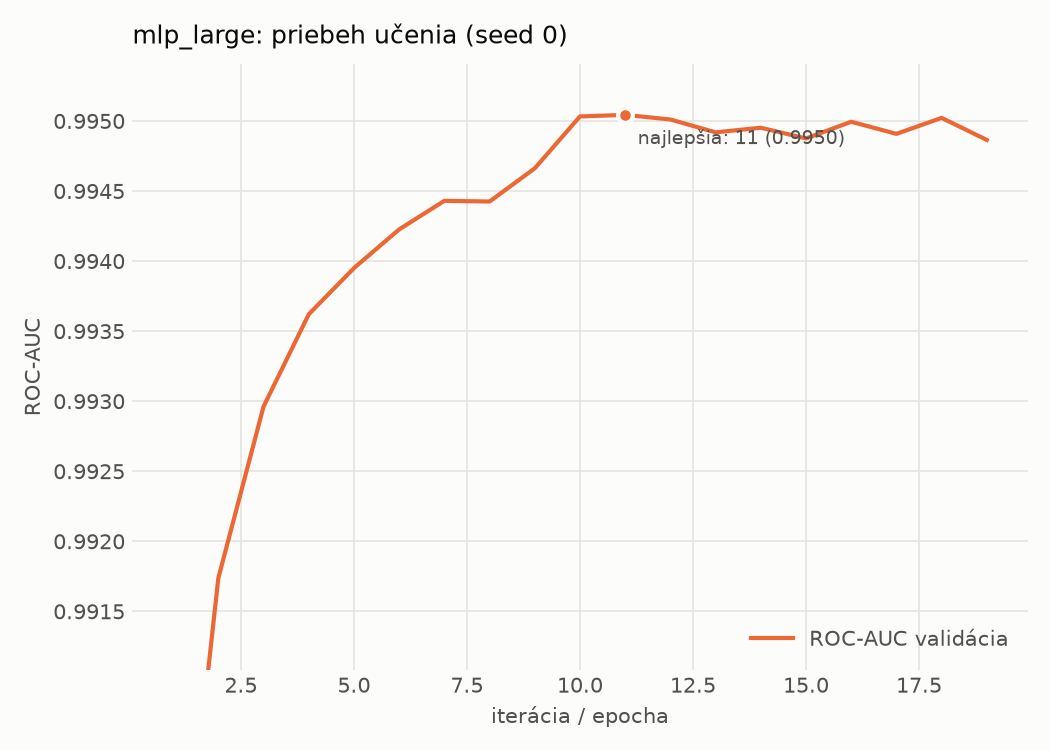 mlp_large: priebeh učenia (seed 0)
0.9950
0.9945
0.9940
0.9935
0.9930
0.9925
0.9920
0.9915
ROC-AUC
najlepšia: 11 (0.9950)
ROC-AUC validácia
2.5 5.0 7.5 10.0 12.5 15.0 17.5
iterácia / epocha